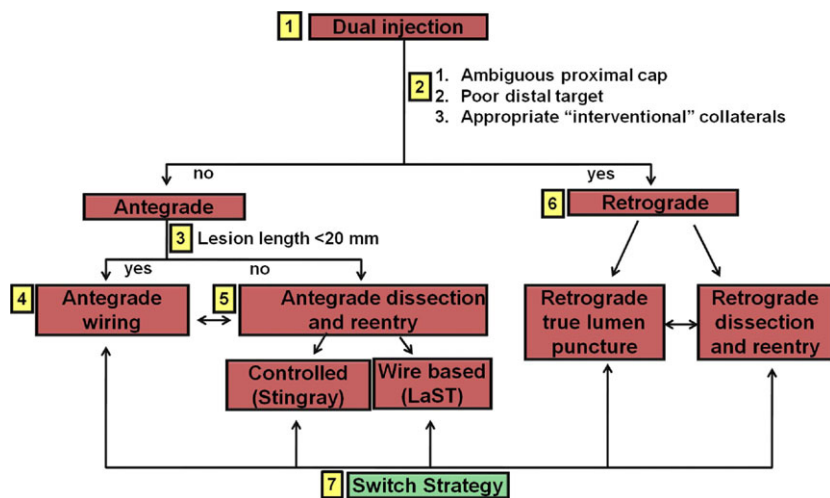 1 Dual injection
2
1. Ambiguous proximal cap
2. Poor distal target
3. Appropriate “interventional” collaterals
no
yes
Antegrade
6 Retrograde
3 Lesion length <20 mm
yes
no
4
Antegrade
wiring
5
Antegrade dissection
and reentry
Retrograde
true lumen
puncture
Retrograde
dissection
and reentry
Controlled
(Stingray)
Wire based
(LaST)
7 Switch Strategy